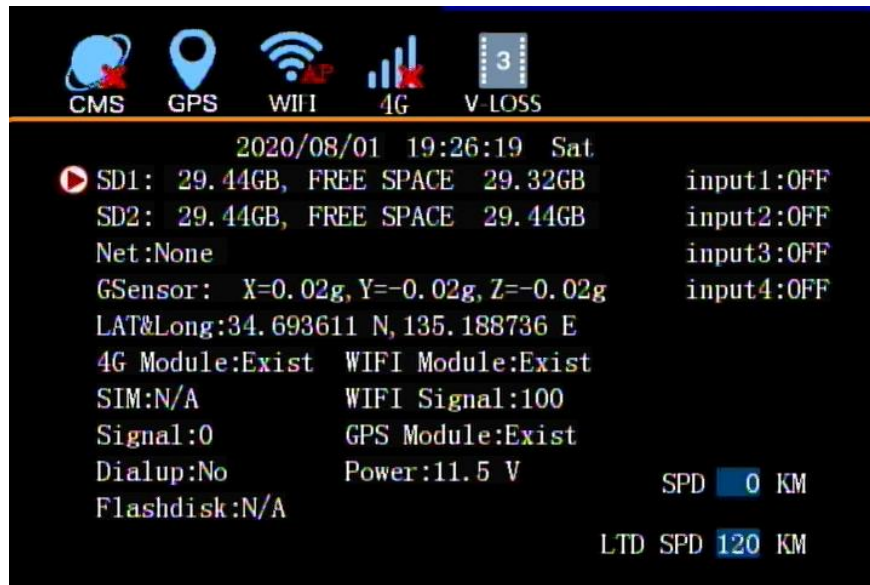 3
AP
CMS GPS WIFI 4G V-LOSS
2020/08/01 19:26:19 Sat
SD1: 29.44GB, FREE SPACE 29.32GB input1:OFF
SD2: 29.44GB, FREE SPACE 29.44GB input2:OFF
Net:None input3:OFF
GSensor: X=0.02g,Y=-0.02g,Z=-0.02g input4:OFF
LAT&Long:34.693611 N,135.188736 E
4G Module:Exist WIFI Module:Exist
SIM:N/A WIFI Signal:100
Signal:0 GPS Module:Exist
Dialup:No Power:11.5 V
SPD 0 KM
Flashdisk:N/A
LTD SPD 120 KM